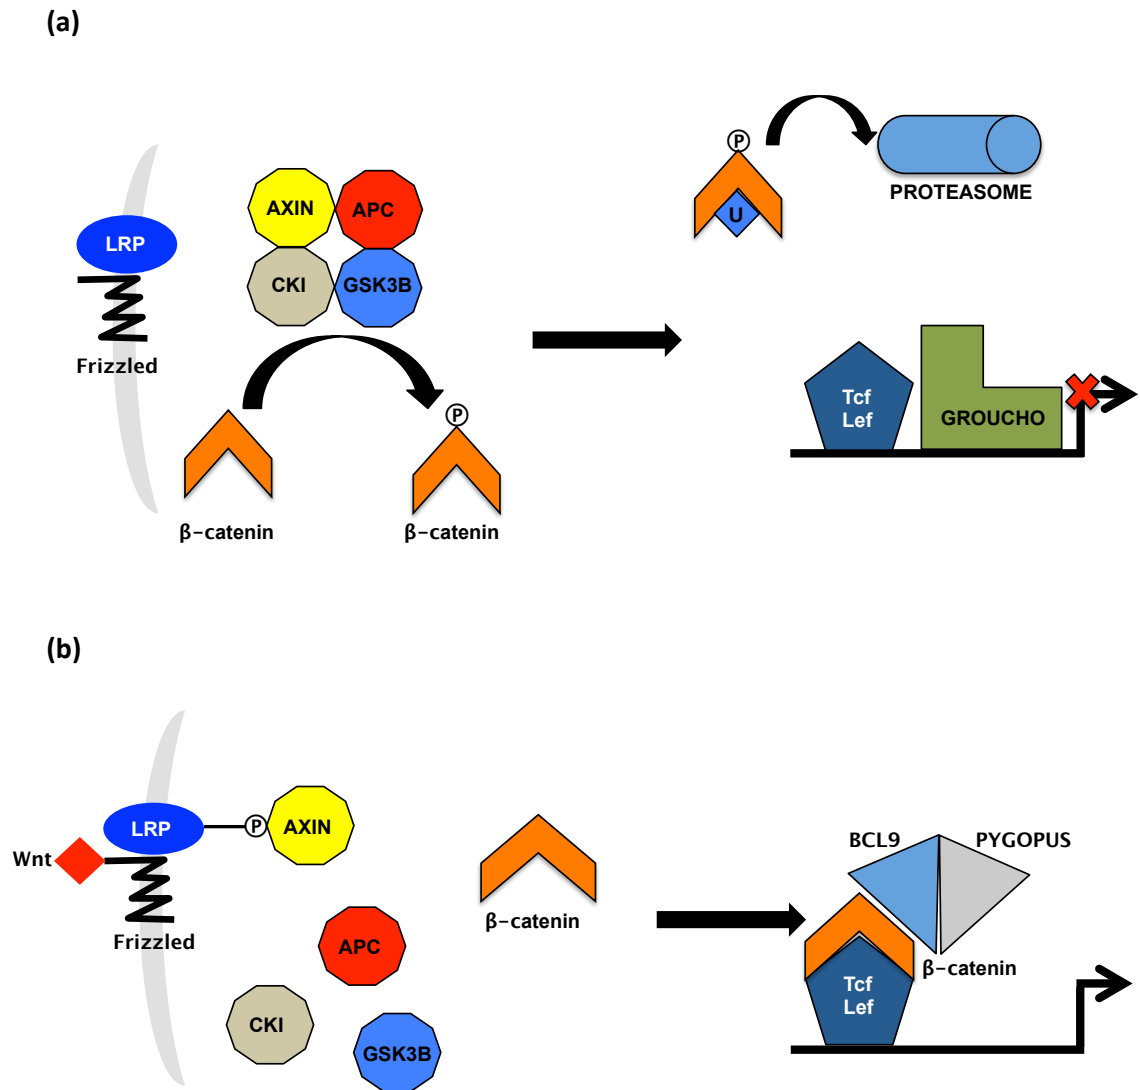 (a)
P
PROTEASOME
U
AXIN
APC
LRP
CKI
GSK3B
Frizzled
P
Tcf
Lef
GROUCHO
β-catenin
β-catenin
(b)
LRP
P
AXIN
Wnt
Frizzled
β-catenin
APC
CKI
GSK3B
BCL9
PYGOPUS
β-catenin
Tcf
Lef